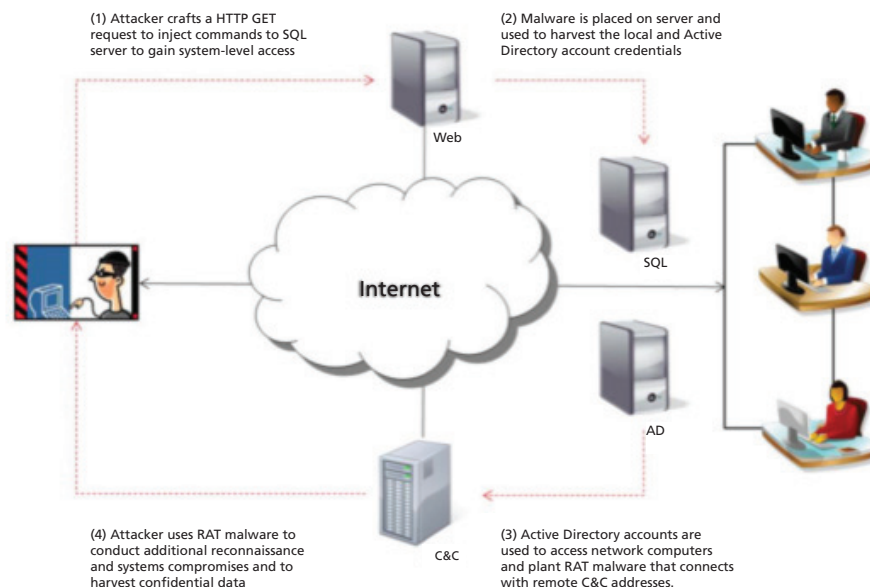 (1) Attacker crafts a HTTP GET
request to inject commands to SQL
server to gain system-level access
(2) Malware is placed on server and
used to harvest the local and Active
Directory account credentials
Web
SQL
Internet
AD
C&C
(4) Attacker uses RAT malware to
conduct additional reconnaissance
and systems compromises and to
harvest confidential data
(3) Active Directory accounts are
used to access network computers
and plant RAT malware that connects
with remote C&C addresses.